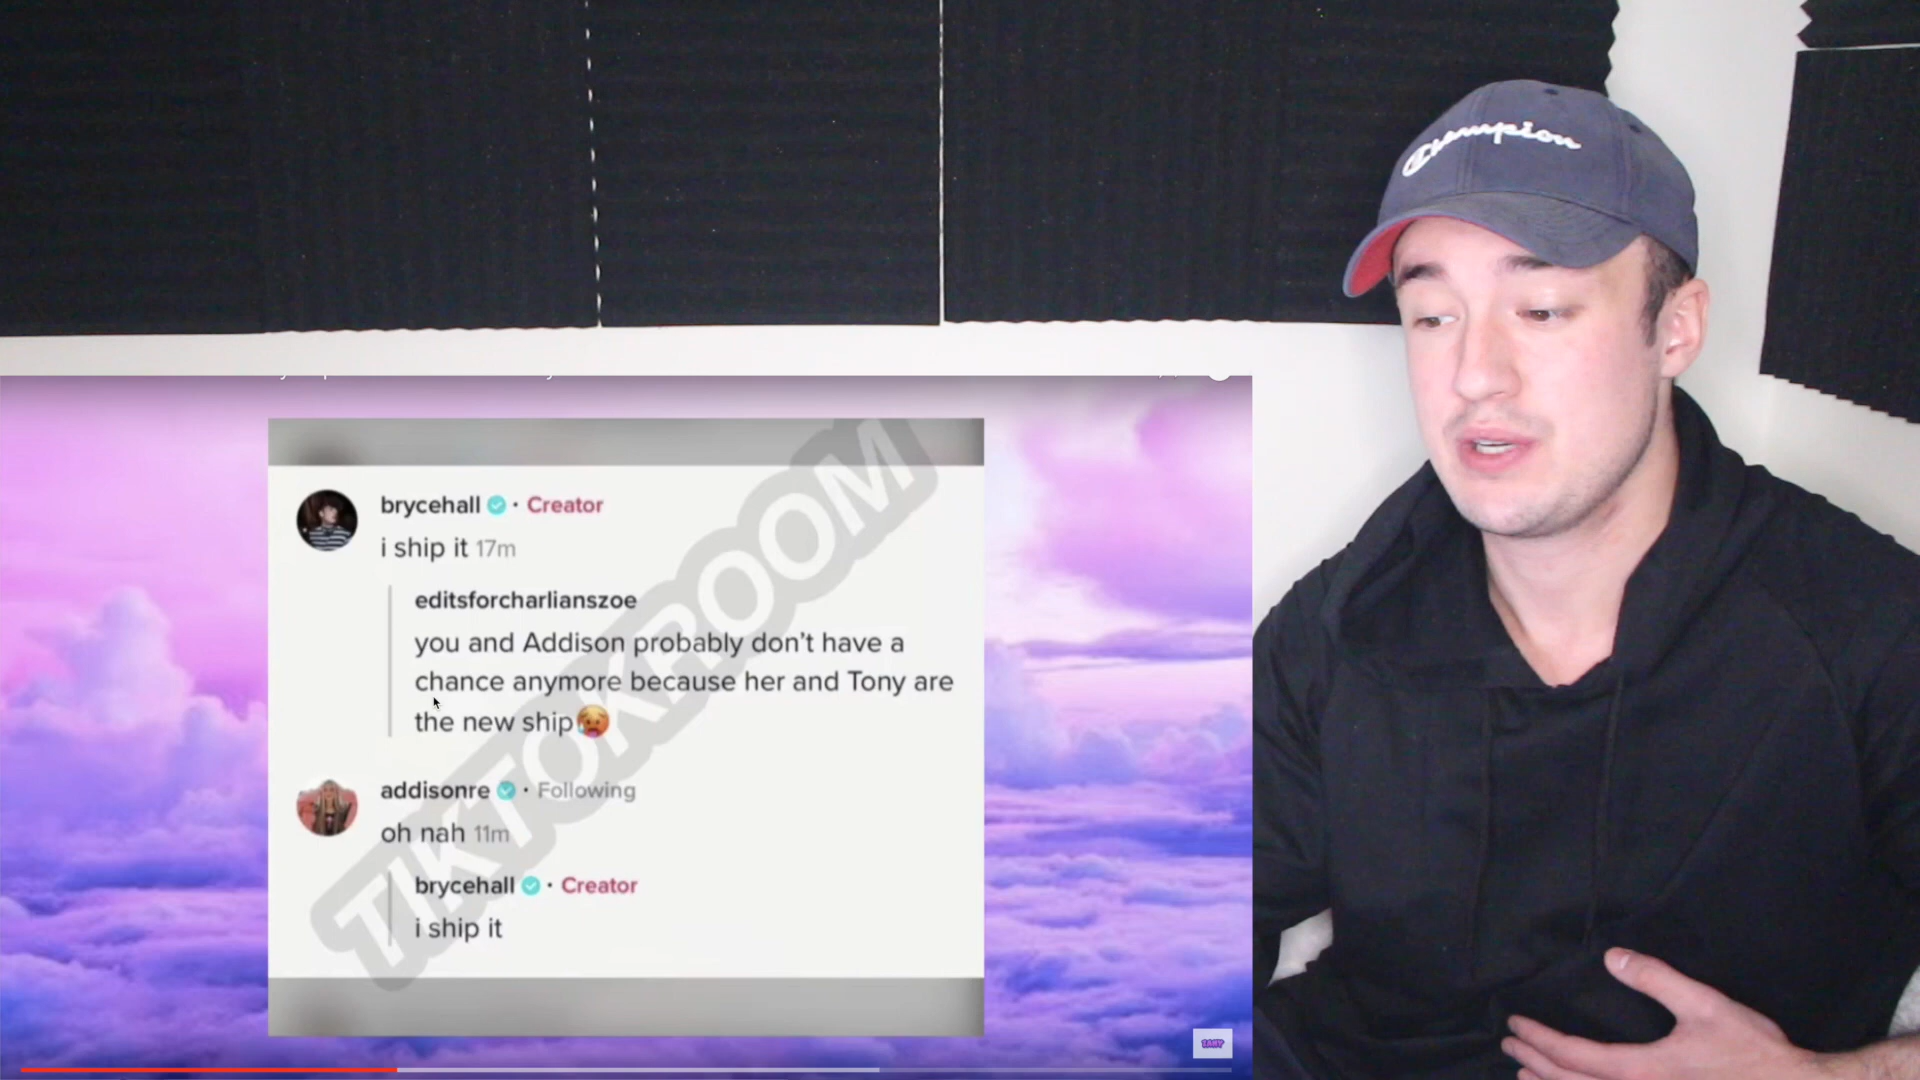 Champion
brycehall · Creator
i ship it 17m
editsforcharlianszoe
you and Addison probably don't have a
chance anymore because her and Tony are
the new ship🥵
addisonre · Following
oh nah 11m
brycehall · Creator
i ship it
TIKTOKROOM